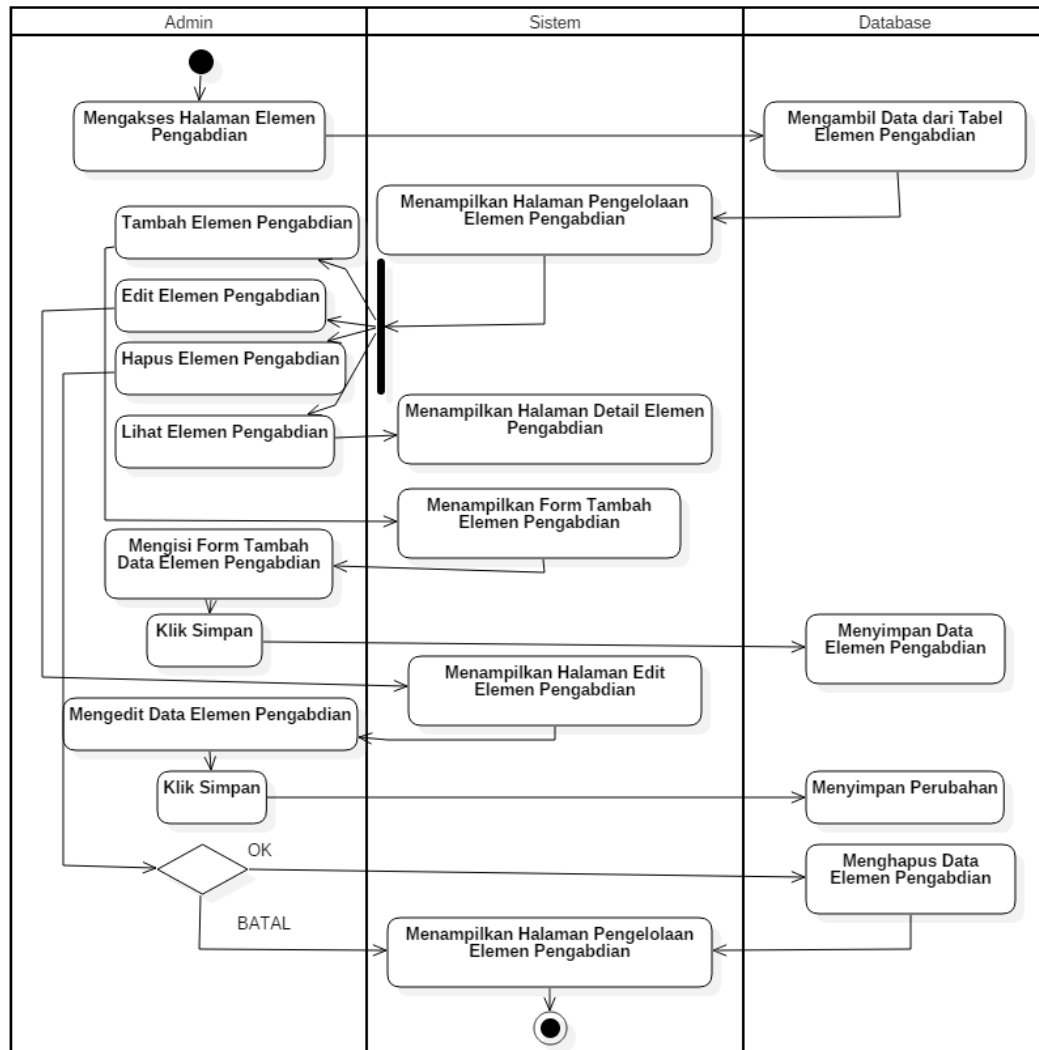 Admin
Sistem
Database
Mengakses Halaman Elemen
Pengabdian
Mengambil Data dari Tabel
Elemen Pengabdian
Menampilkan Halaman Pengelolaan
Elemen Pengabdian
Tambah Elemen Pengabdian
Edit Elemen Pengabdian
Hapus Elemen Pengabdian
Lihat Elemen Pengabdian
Menampilkan Halaman Detail Elemen
Pengabdian
Menampilkan Form Tambah
Elemen Pengabdian
Mengisi Form Tambah
Data Elemen Pengabdian
Klik Simpan
Menyimpan Data
Elemen Pengabdian
Menampilkan Halaman Edit
Elemen Pengabdian
Mengedit Data Elemen Pengabdian
Klik Simpan
Menyimpan Perubahan
OK
Menghapus Data
Elemen Pengabdian
BATAL
Menampilkan Halaman Pengelolaan
Elemen Pengabdian